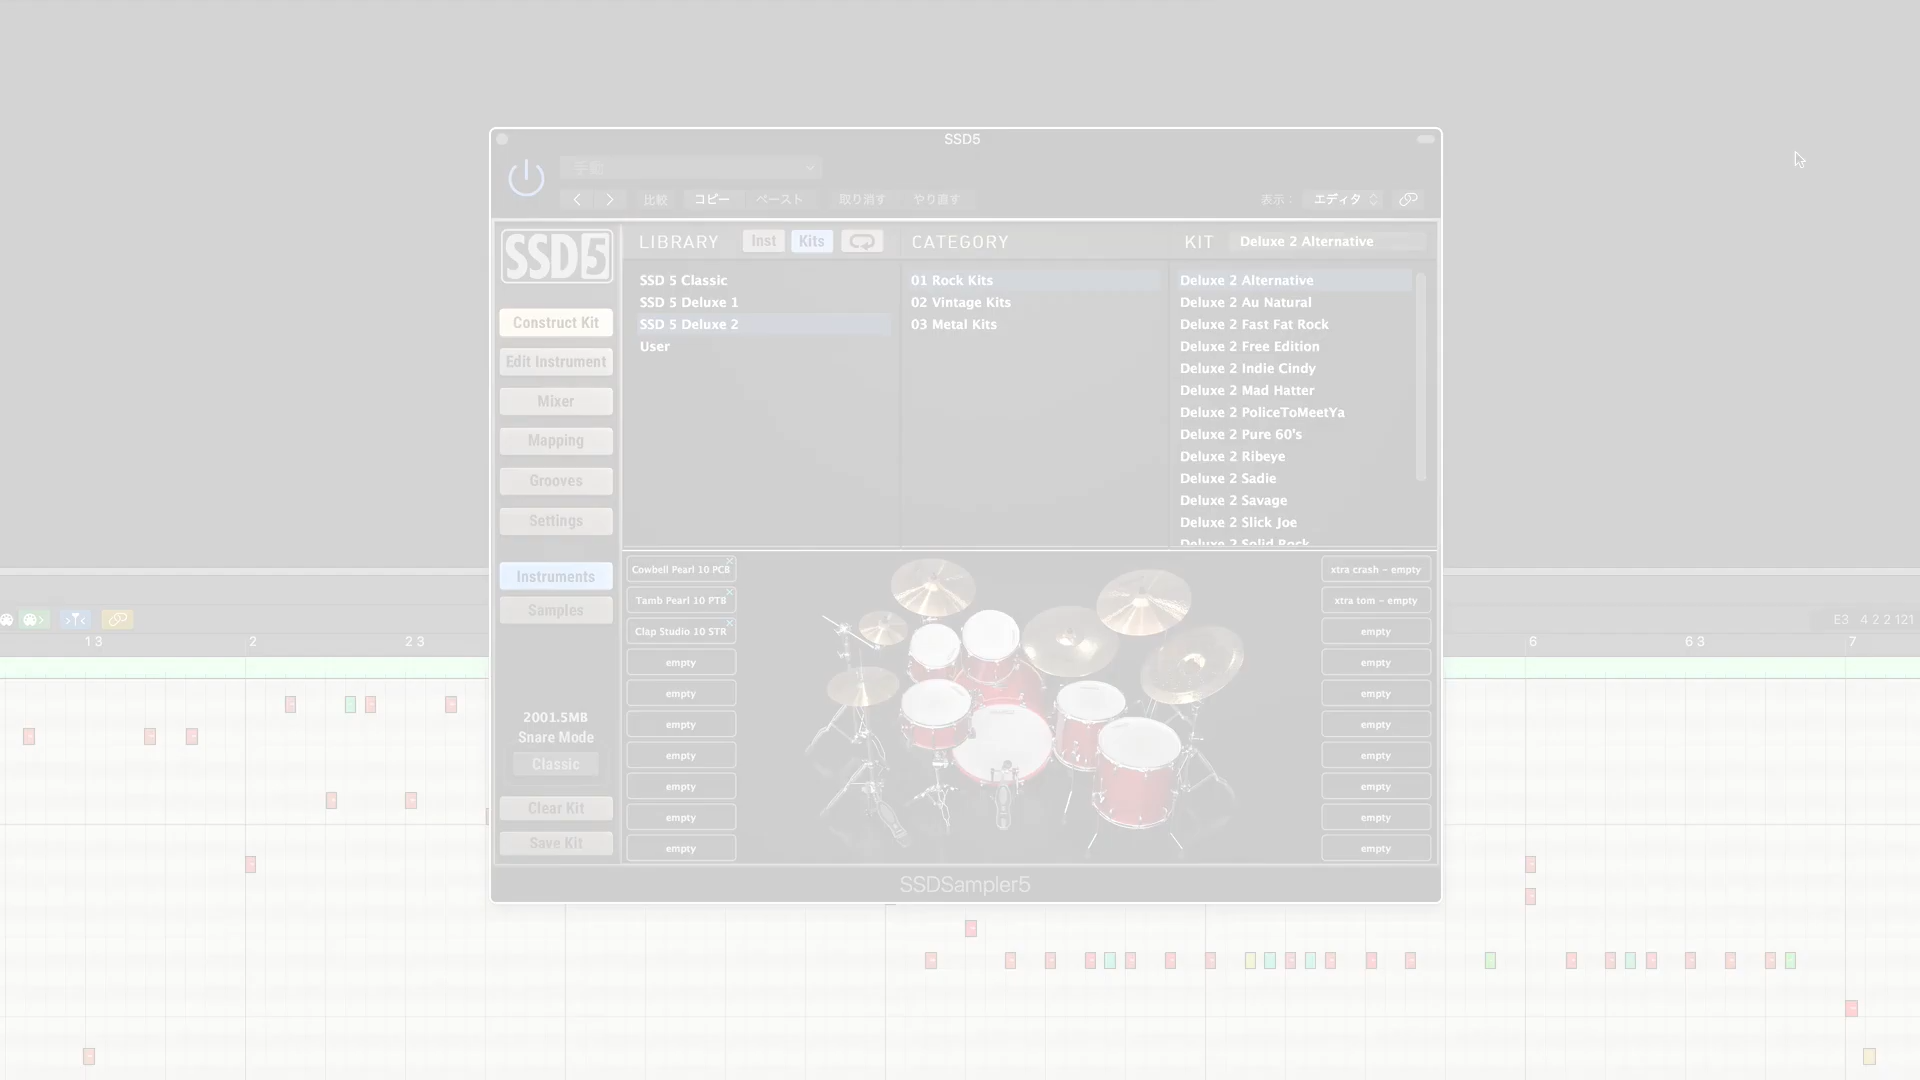 SSD5
手動
比較 コピー ペースト 取り消す やり直す
表示： エディタ
SSD5
LIBRARY Inst Kits
CATEGORY
KIT Deluxe 2 Alternative
SSD 5 Classic
SSD 5 Deluxe 1
SSD 5 Deluxe 2
User
01 Rock Kits
02 Vintage Kits
03 Metal Kits
Deluxe 2 Alternative
Deluxe 2 Au Natural
Deluxe 2 Fast Fat Rock
Deluxe 2 Free Edition
Deluxe 2 Indie Cindy
Deluxe 2 Mad Hatter
Deluxe 2 PoliceToMeetYa
Deluxe 2 Pure 60's
Deluxe 2 Ribeye
Deluxe 2 Sadie
Deluxe 2 Savage
Deluxe 2 Slick Joe
Deluxe 2 Solid Rock
Construct Kit
Edit Instrument
Mixer
Mapping
Grooves
Settings
Instruments
Samples
2001.5MB
Snare Mode
Classic
Clear Kit
Save Kit
Cowbell Pearl 10 PCB
Tamb Pearl 10 PTB
Clap Studio 10 STR
empty
empty
empty
empty
empty
empty
empty
xtra crash – empty
xtra tom – empty
empty
empty
empty
empty
empty
empty
empty
empty
SSDSampler5
E3 4 2 2 121
1 3 2 2 3 6 6 3 7